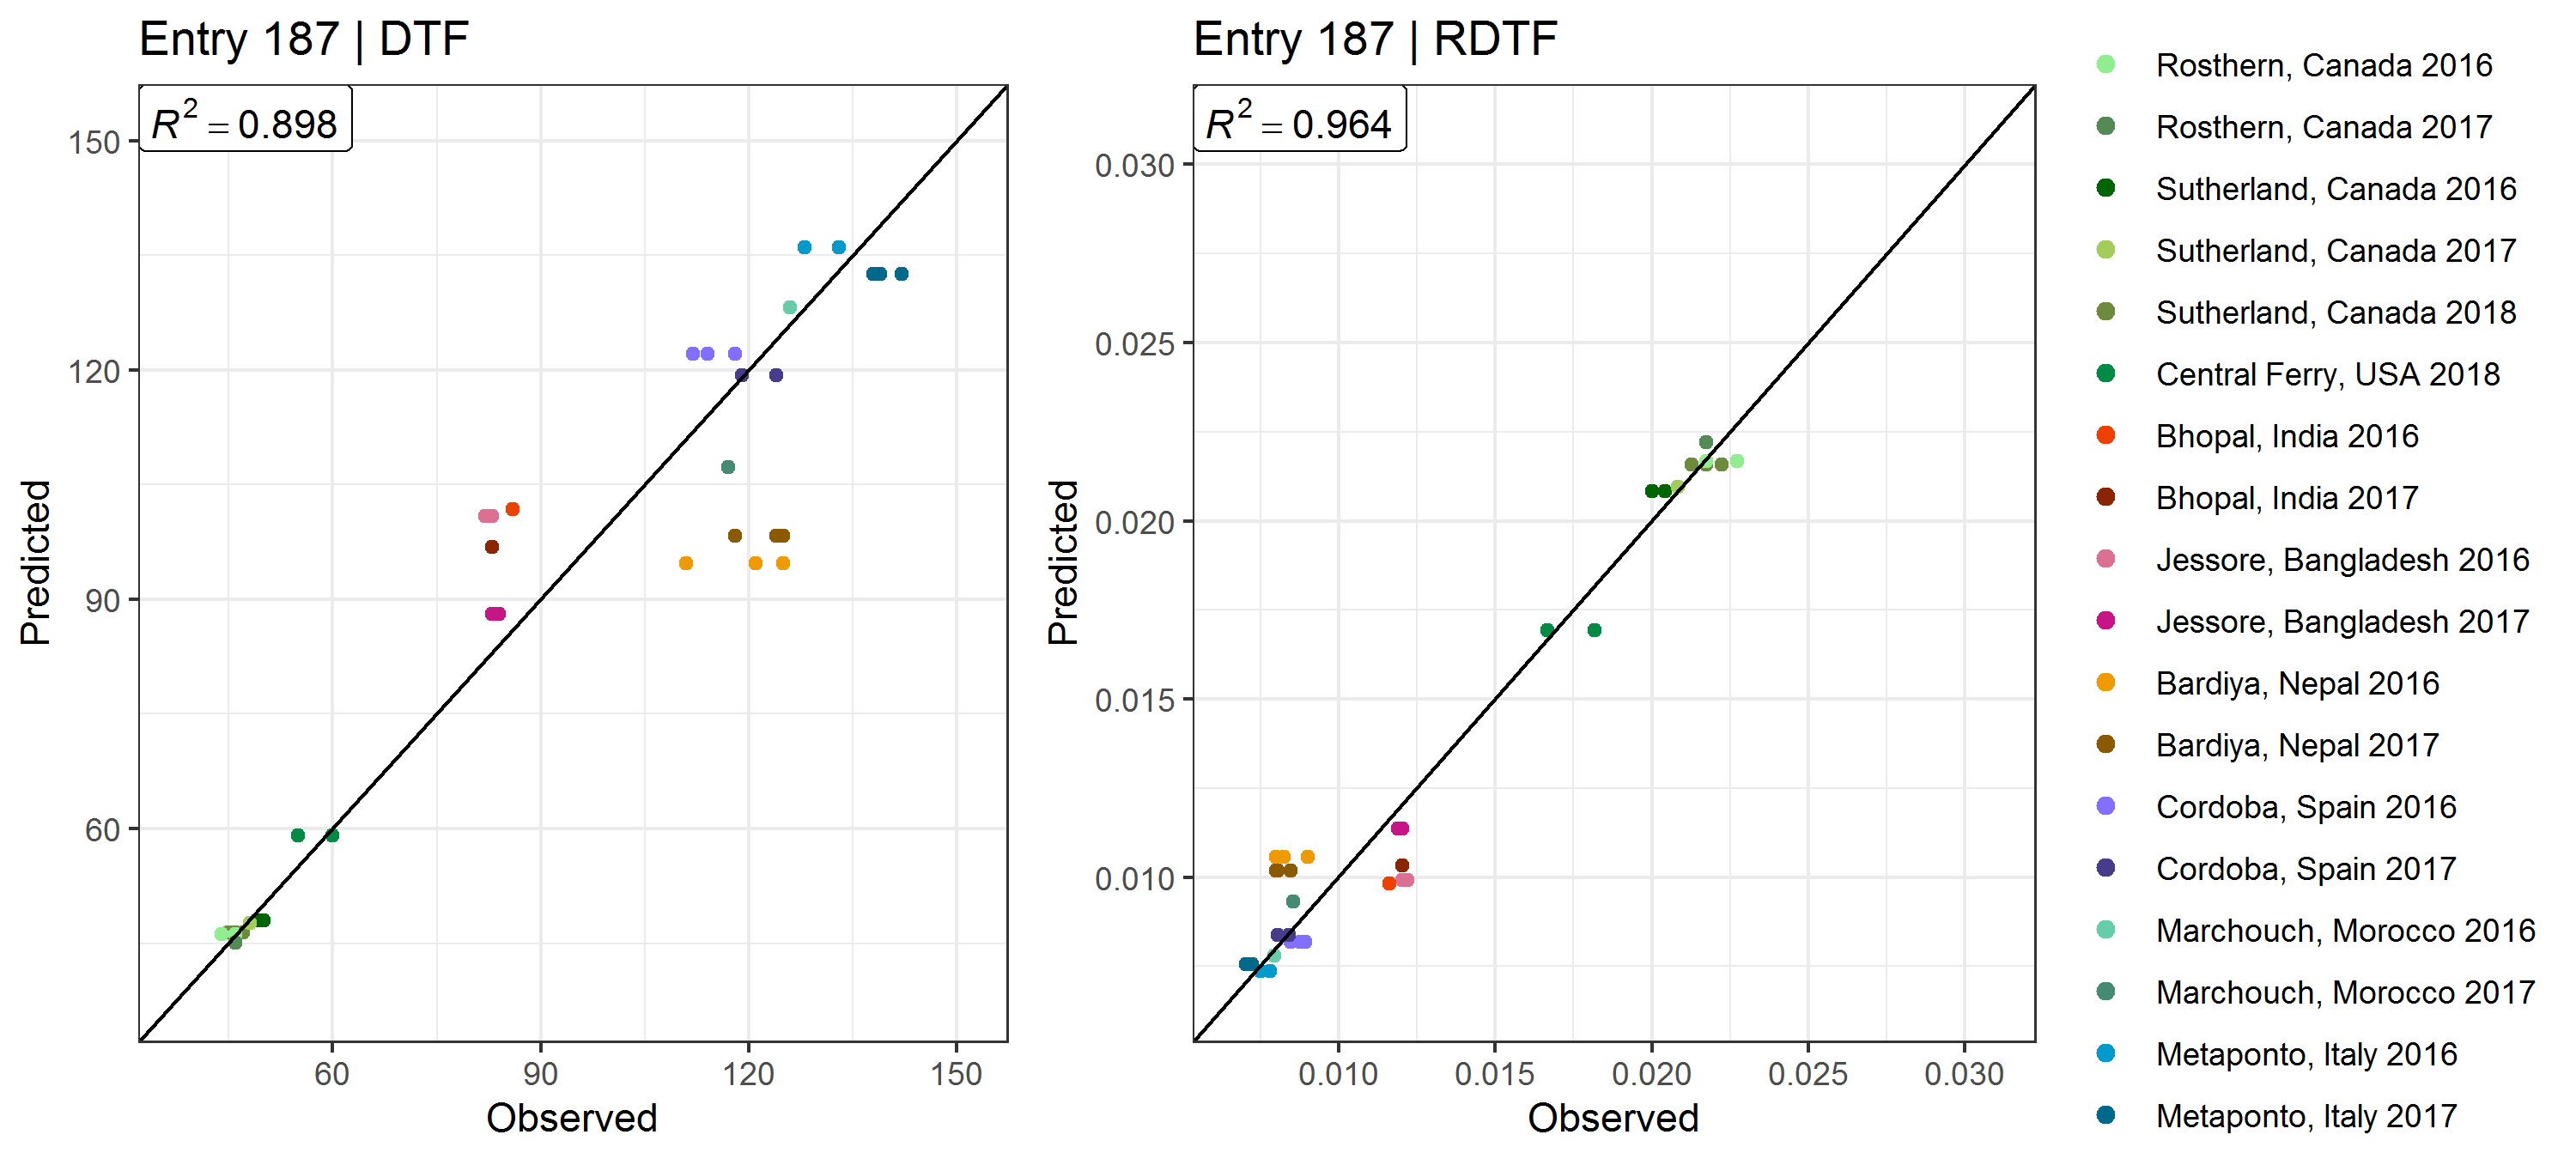 Entry 187 | DTF
R² = 0.898
150
120
90
60
Predicted
60 90 120 150
Observed
Entry 187 | RDTF
R² = 0.964
0.030
0.025
0.020
0.015
0.010
Predicted
0.010 0.015 0.020 0.025 0.030
Observed
Rosthern, Canada 2016
Rosthern, Canada 2017
Sutherland, Canada 2016
Sutherland, Canada 2017
Sutherland, Canada 2018
Central Ferry, USA 2018
Bhopal, India 2016
Bhopal, India 2017
Jessore, Bangladesh 2016
Jessore, Bangladesh 2017
Bardiya, Nepal 2016
Bardiya, Nepal 2017
Cordoba, Spain 2016
Cordoba, Spain 2017
Marchouch, Morocco 2016
Marchouch, Morocco 2017
Metaponto, Italy 2016
Metaponto, Italy 2017